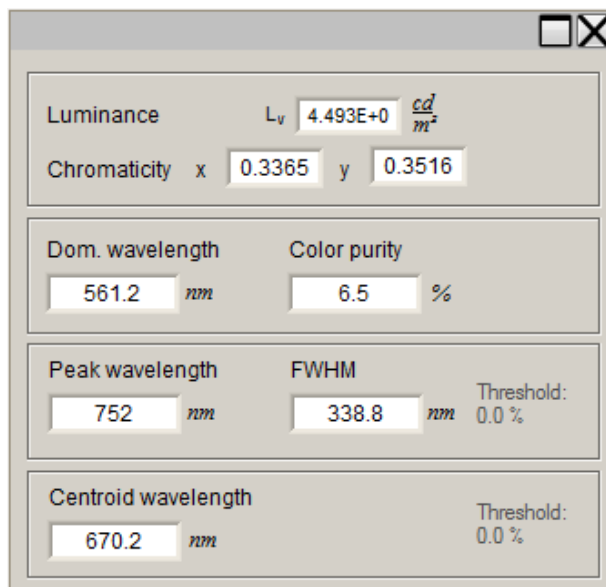 Luminance Lᵥ 4.493E+0 cd/m²
Chromaticity x 0.3365 y 0.3516
Dom. wavelength Color purity
561.2 nm 6.5 %
Peak wavelength FWHM
752 nm 338.8 nm Threshold: 0.0 %
Centroid wavelength
670.2 nm Threshold: 0.0 %